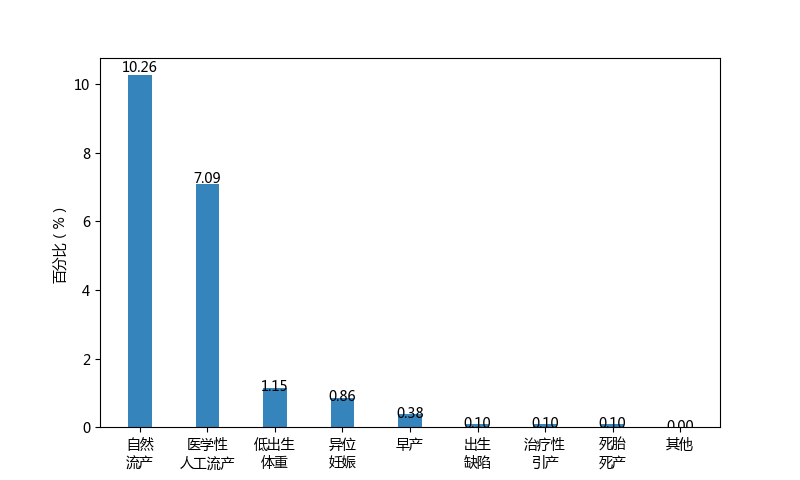 10.26
7.09
1.15
0.86
0.38
0.10
0.10
0.10
0.00
10
8
6
4
2
0
百分比（%）
自然
流产
医学性
人工流产
低出生
体重
异位
妊娠
早产
出生
缺陷
治疗性
引产
死胎
死产
其他